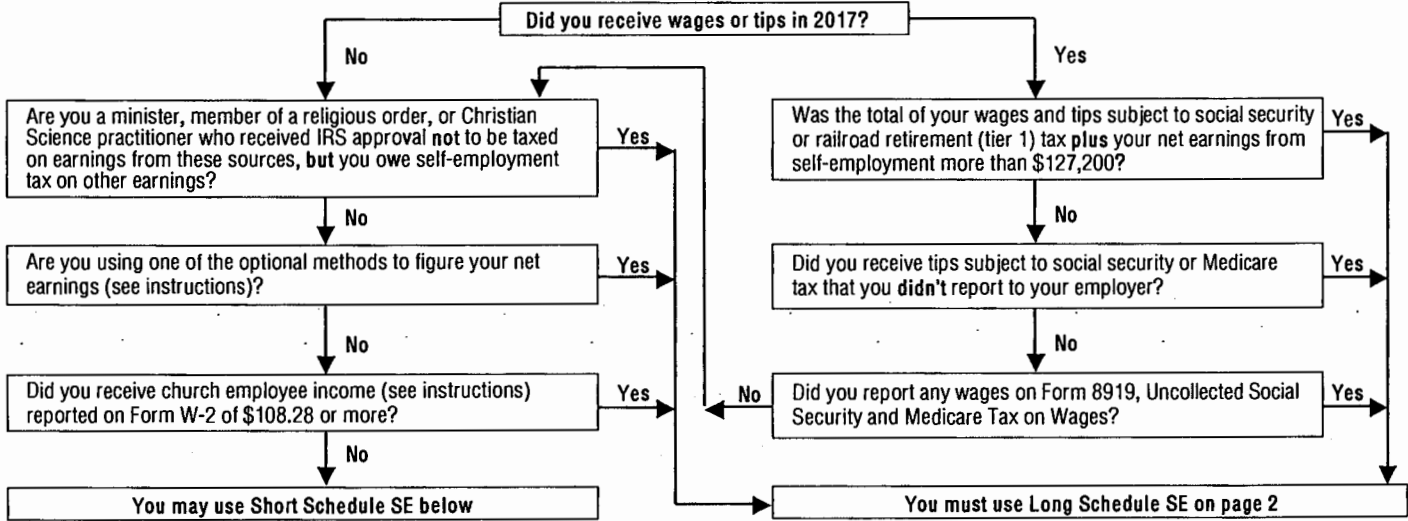 Did you receive wages or tips in 2017?
No
Yes
Are you a minister, member of a religious order, or Christian
Science practitioner who received IRS approval not to be taxed
on earnings from these sources, but you owe self-employment
tax on other earnings?
Yes
Was the total of your wages and tips subject to social security
or railroad retirement (tier 1) tax plus your net earnings from
self-employment more than $127,200?
Yes
No
No
Are you using one of the optional methods to figure your net
earnings (see instructions)?
Yes
Did you receive tips subject to social security or Medicare
tax that you didn't report to your employer?
Yes
No
No
Did you receive church employee income (see instructions)
reported on Form W-2 of $108.28 or more?
Yes
No
Did you report any wages on Form 8919, Uncollected Social
Security and Medicare Tax on Wages?
Yes
No
You may use Short Schedule SE below
You must use Long Schedule SE on page 2